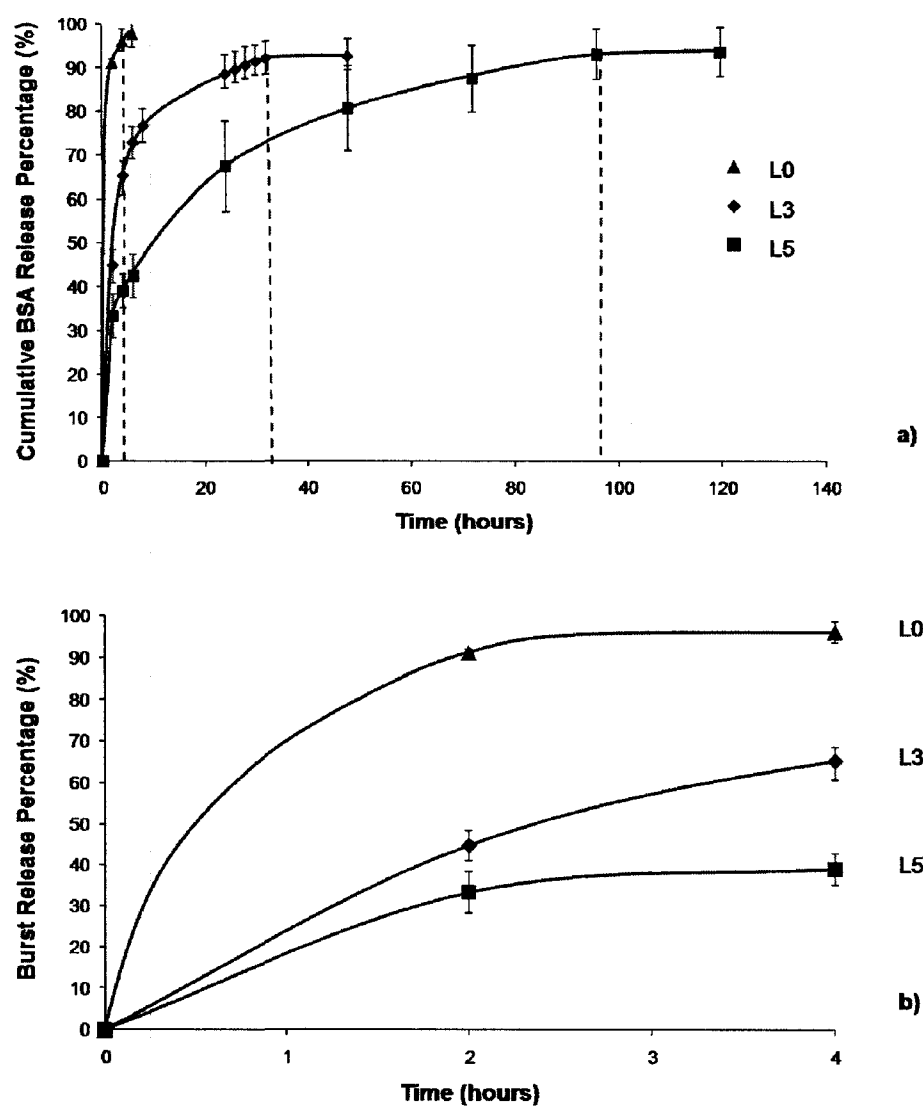 Cumulative BSA Release Percentage (%)
100
90
80
70
60
50
40
30
20
10
0
L0
L3
L5
0 20 40 60 80 100 120 140
Time (hours)
a)
Burst Release Percentage (%)
100
90
80
70
60
50
40
30
20
10
0
L0
L3
L5
0 1 2 3 4
Time (hours)
b)